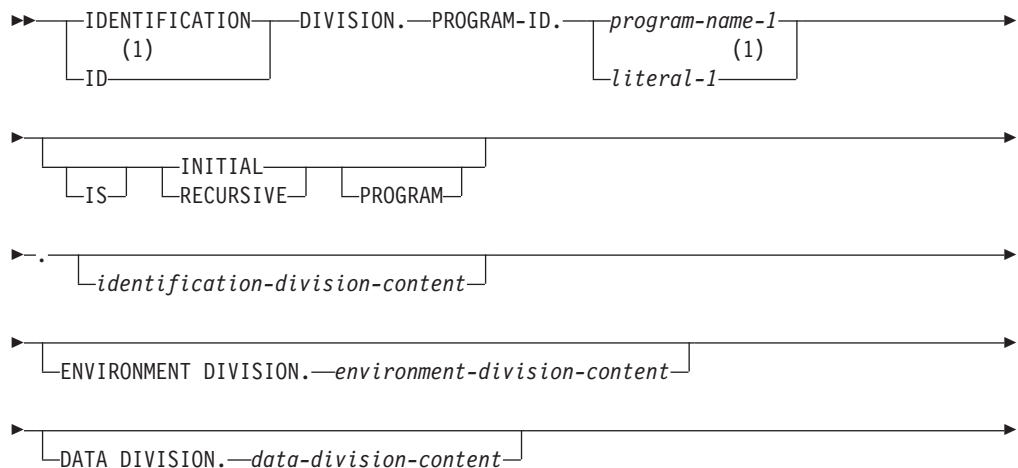 IDENTIFICATION DIVISION. PROGRAM-ID. program-name-1
(1) (1)
ID literal-1
INITIAL
IS RECURSIVE PROGRAM
.
identification-division-content
ENVIRONMENT DIVISION. environment-division-content
DATA DIVISION. data-division-content